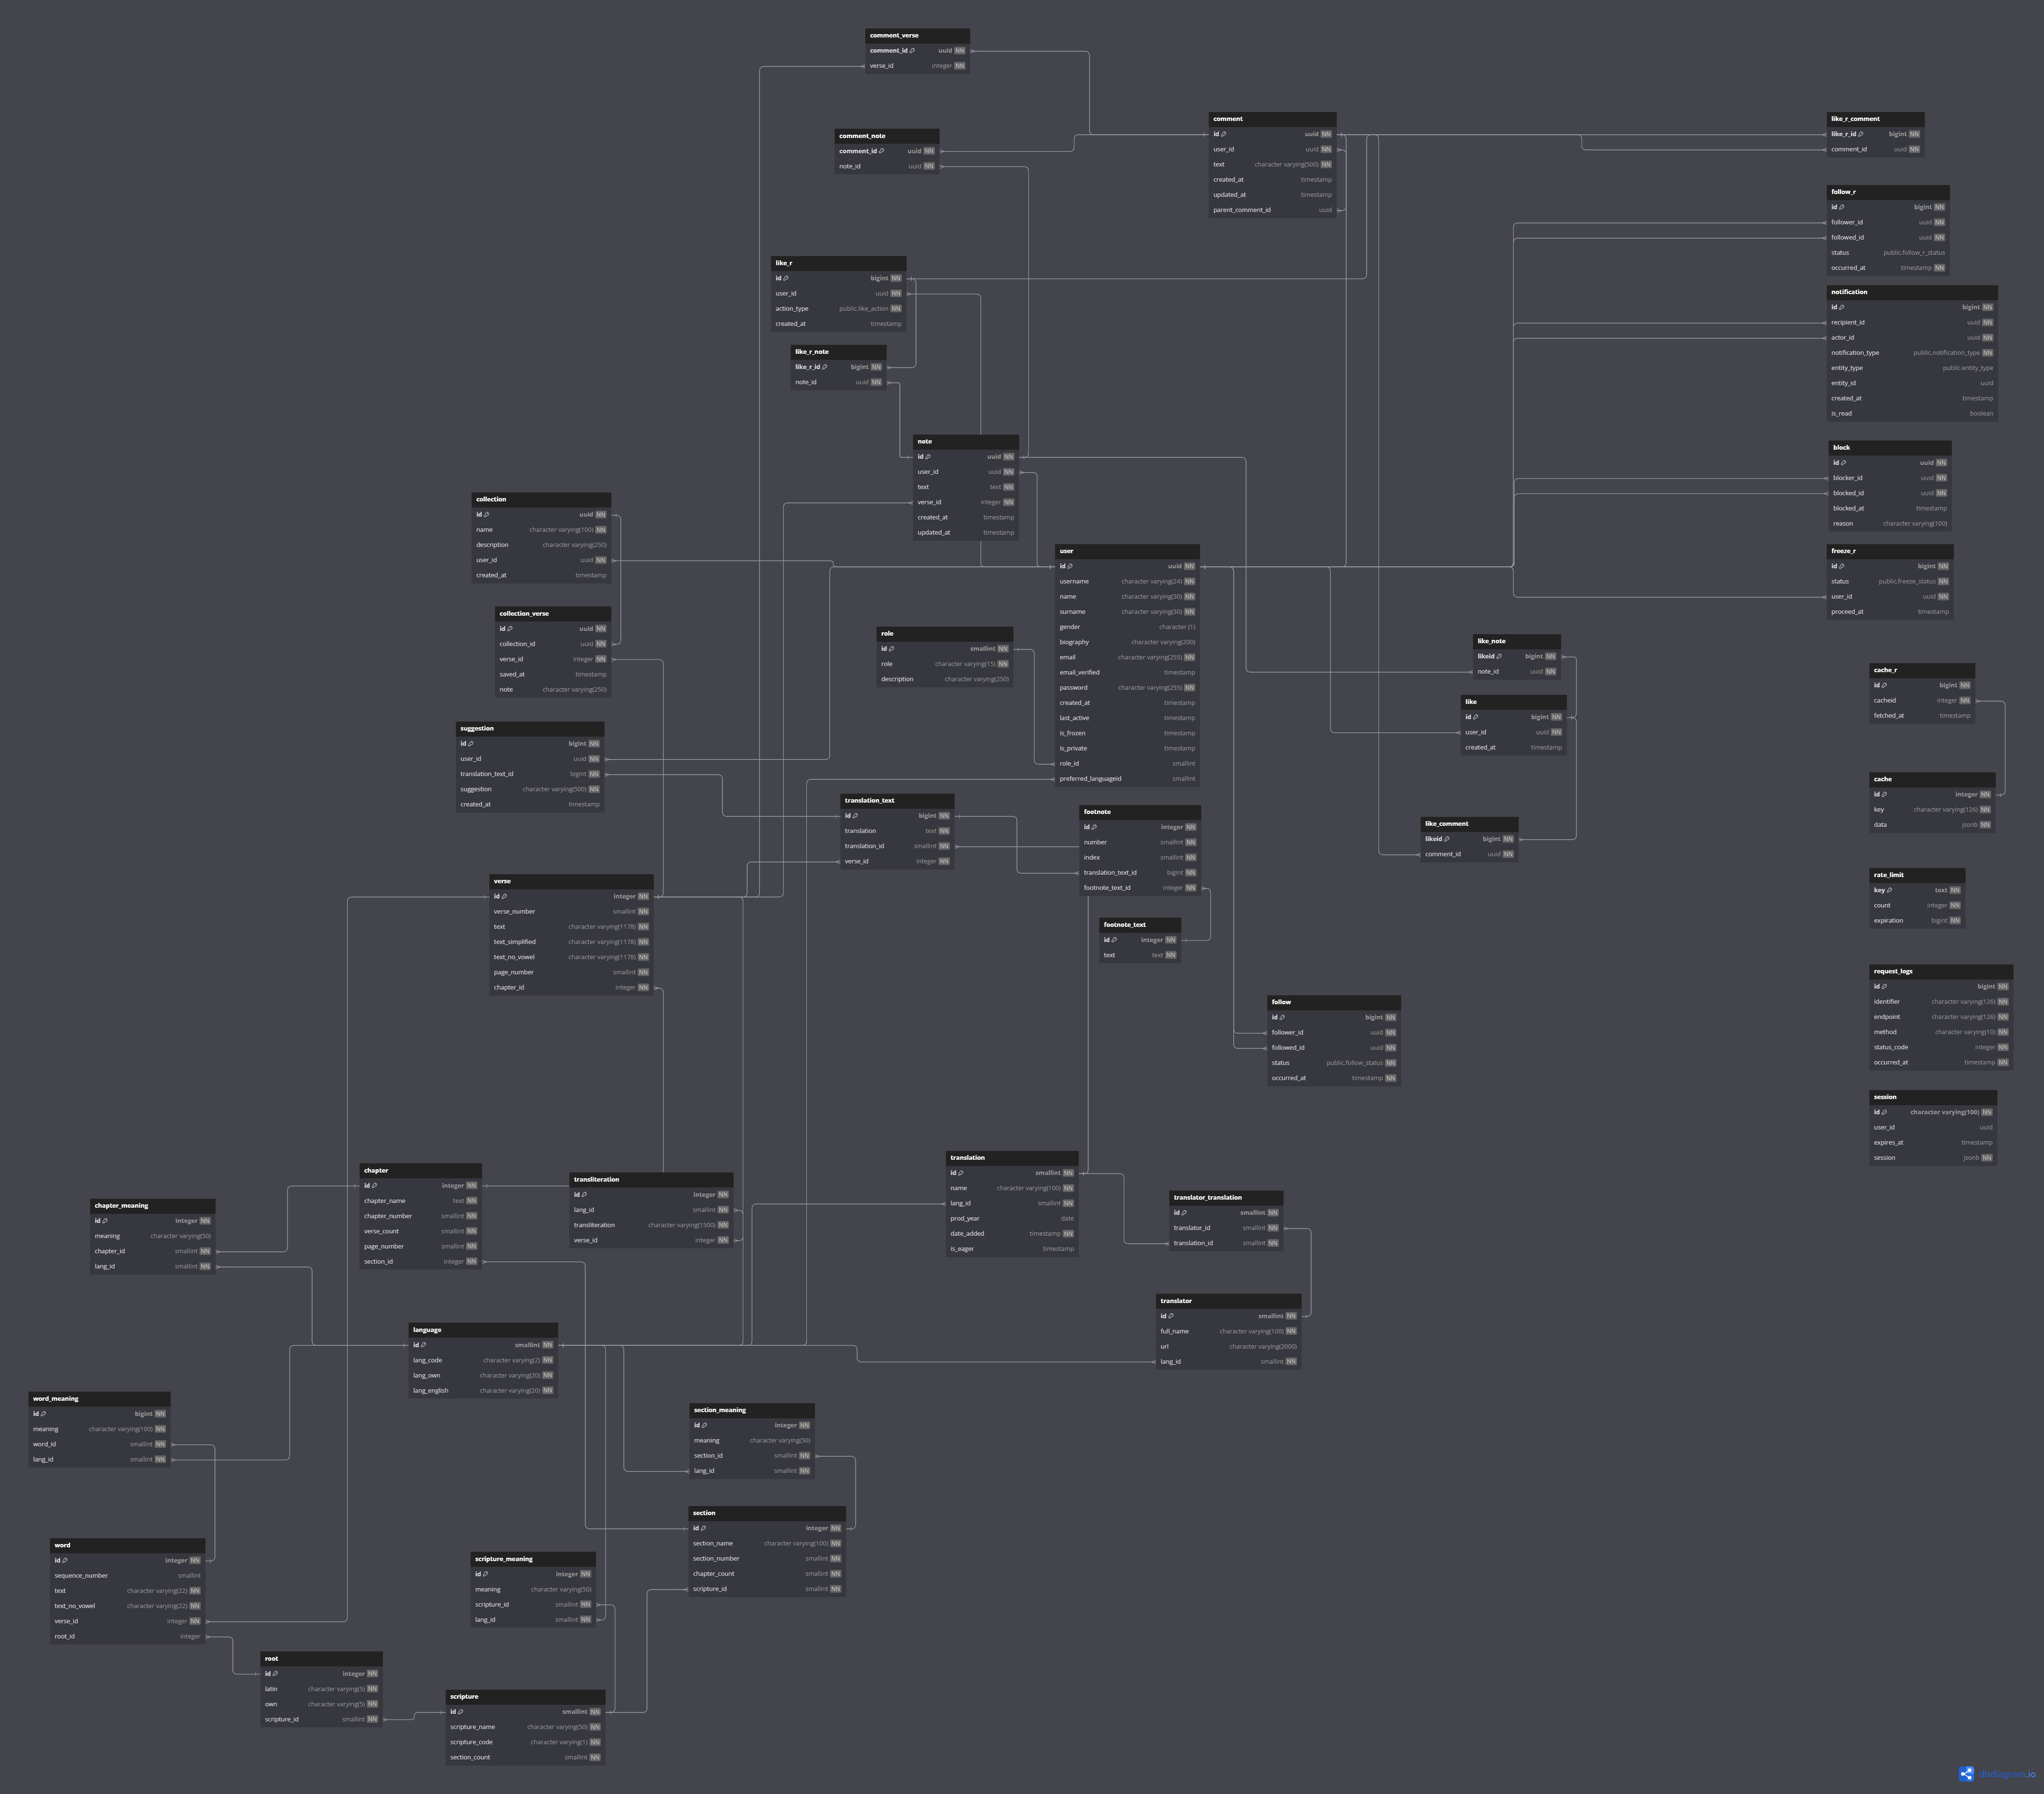 comment_verse
comment_id uuid NN
verse_id integer NN
comment
id uuid NN
user_id uuid NN
text character varying(500) NN
created_at timestamp
updated_at timestamp
parent_comment_id uuid
like_r_comment
like_r_id bigint NN
comment_id uuid NN
comment_note
comment_id uuid NN
note_id uuid NN
follow_r
id bigint NN
follower_id uuid NN
followed_id uuid NN
status public.follow_r_status
occurred_at timestamp NN
like_r
id bigint NN
user_id uuid NN
action_type public.like_action NN
created_at timestamp
notification
id bigint NN
recipient_id uuid NN
actor_id uuid NN
notification_type public.notification_type NN
entity_type public.entity_type
entity_id uuid
created_at timestamp
is_read boolean
like_r_note
like_r_id bigint NN
note_id uuid NN
note
id uuid NN
user_id uuid NN
text text NN
verse_id integer NN
created_at timestamp
updated_at timestamp
block
id uuid NN
blocker_id uuid NN
blocked_id uuid NN
blocked_at timestamp
reason character varying(100)
collection
id uuid NN
name character varying(100) NN
description character varying(250)
user_id uuid NN
created_at timestamp
user
id uuid NN
username character varying(24) NN
name character varying(30) NN
surname character varying(30) NN
gender character (1)
biography character varying(200)
email character varying(255) NN
email_verified timestamp
password character varying(255) NN
created_at timestamp
last_active timestamp
is_frozen timestamp
is_private timestamp
role_id smallint
preferred_languageid smallint
freeze_r
id bigint NN
status public.freeze_status NN
user_id uuid NN
proceed_at timestamp
collection_verse
id uuid NN
collection_id uuid NN
verse_id integer NN
saved_at timestamp
note character varying(250)
role
id smallint NN
role character varying(15) NN
description character varying(250)
like_note
likeid bigint NN
note_id uuid NN
cache_r
id bigint NN
cacheid integer NN
fetched_at timestamp
like
id bigint NN
user_id uuid NN
created_at timestamp
suggestion
id bigint NN
user_id uuid NN
translation_text_id bigint NN
suggestion character varying(500) NN
created_at timestamp
cache
id integer NN
key character varying(126) NN
data jsonb NN
translation_text
id bigint NN
translation text NN
translation_id smallint NN
verse_id integer NN
footnote
id integer NN
number smallint NN
index smallint NN
translation_text_id bigint NN
footnote_text_id integer NN
like_comment
likeid bigint NN
comment_id uuid NN
rate_limit
key text NN
count integer NN
expiration bigint NN
verse
id integer NN
verse_number smallint NN
text character varying(1178) NN
text_simplified character varying(1178) NN
text_no_vowel character varying(1178) NN
page_number smallint NN
chapter_id integer NN
footnote_text
id integer NN
text text NN
request_logs
id bigint NN
identifier character varying(126) NN
endpoint character varying(126) NN
method character varying(10) NN
status_code integer NN
occurred_at timestamp NN
follow
id bigint NN
follower_id uuid NN
followed_id uuid NN
status public.follow_status NN
occurred_at timestamp NN
session
id character varying(100) NN
user_id uuid
expires_at timestamp
session jsonb NN
translation
id smallint NN
name character varying(100) NN
lang_id smallint NN
prod_year date
date_added timestamp NN
is_eager timestamp
chapter
id integer NN
chapter_name text NN
chapter_number smallint NN
verse_count smallint NN
page_number smallint NN
section_id integer NN
transliteration
id integer NN
lang_id smallint NN
transliteration character varying(1500) NN
verse_id integer NN
translator_translation
id smallint NN
translator_id smallint NN
translation_id smallint NN
chapter_meaning
id integer NN
meaning character varying(50)
chapter_id smallint NN
lang_id smallint NN
translator
id smallint NN
full_name character varying(100) NN
url character varying(2000)
lang_id smallint NN
language
id smallint NN
lang_code character varying(2) NN
lang_own character varying(20) NN
lang_english character varying(20) NN
word_meaning
id bigint NN
meaning character varying(100) NN
word_id smallint NN
lang_id smallint NN
section_meaning
id integer NN
meaning character varying(50)
section_id smallint NN
lang_id smallint NN
section
id integer NN
section_name character varying(100) NN
section_number smallint NN
chapter_count smallint NN
scripture_id smallint NN
word
id integer NN
sequence_number smallint
text character varying(22) NN
text_no_vowel character varying(22) NN
verse_id integer NN
root_id integer
scripture_meaning
id integer NN
meaning character varying(50)
scripture_id smallint NN
lang_id smallint NN
root
id integer NN
latin character varying(5) NN
own character varying(5) NN
scripture_id smallint NN
scripture
id smallint NN
scripture_name character varying(50) NN
scripture_code character varying(1) NN
section_count smallint NN
dbdiagram.io